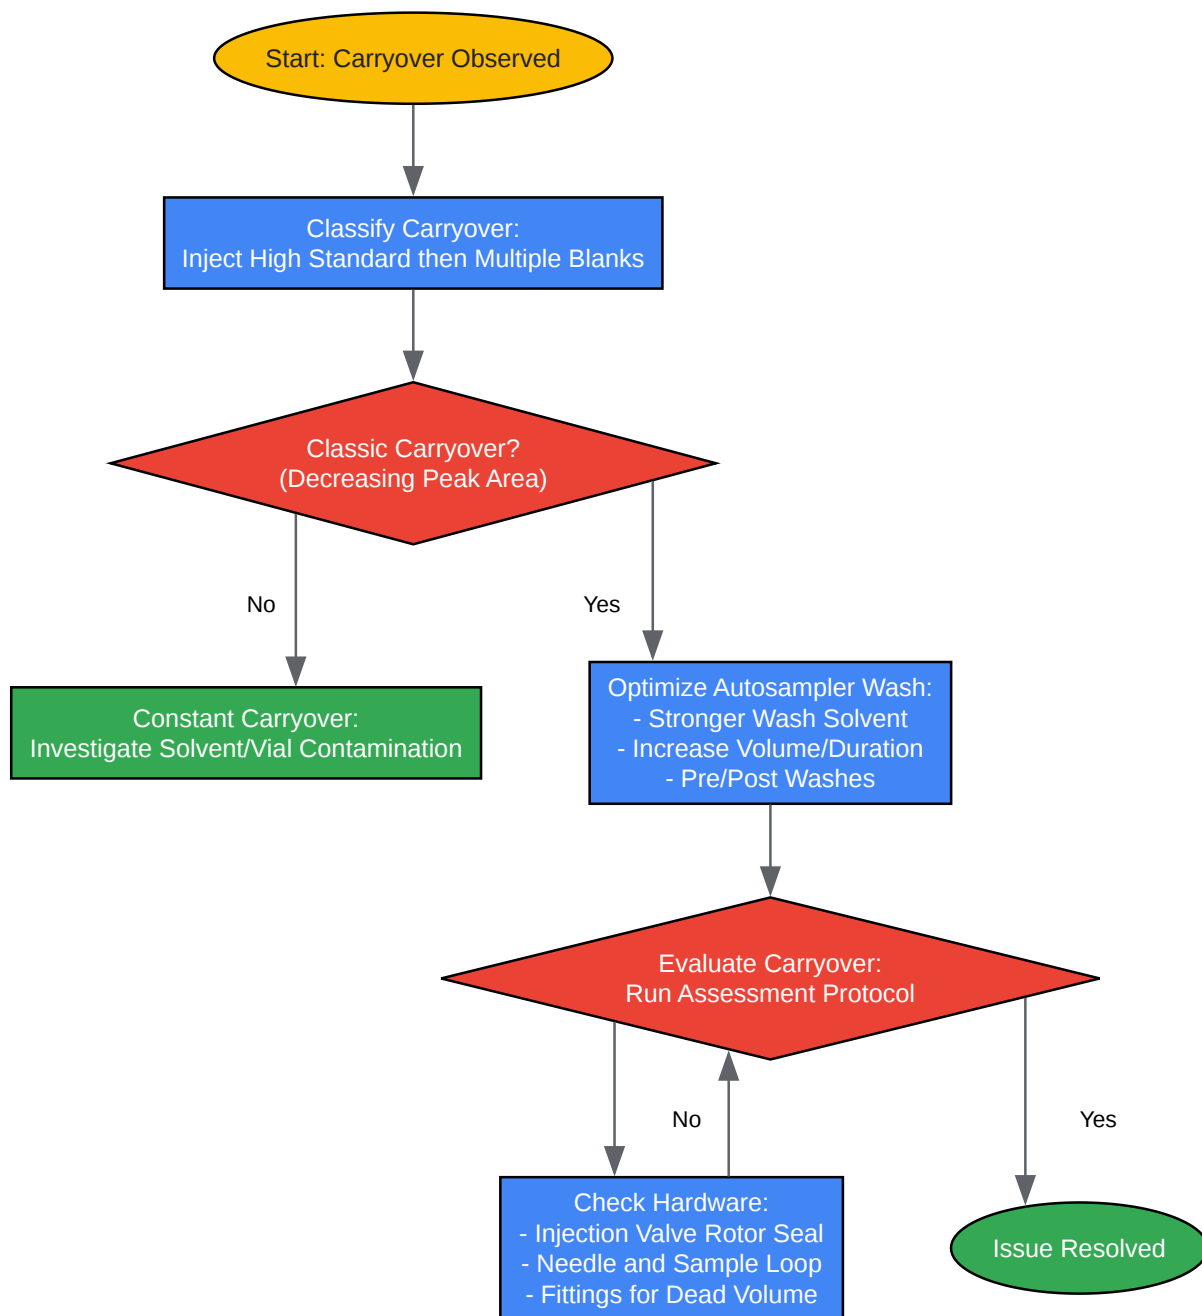 Start: Carryover Observed
Classify Carryover:
Inject High Standard then Multiple Blanks
Classic Carryover?
(Decreasing Peak Area)
No
Yes
Constant Carryover:
Investigate Solvent/Vial Contamination
Optimize Autosampler Wash:
- Stronger Wash Solvent
- Increase Volume/Duration
- Pre/Post Washes
Evaluate Carryover:
Run Assessment Protocol
No
Yes
Check Hardware:
- Injection Valve Rotor Seal
- Needle and Sample Loop
- Fittings for Dead Volume
Issue Resolved